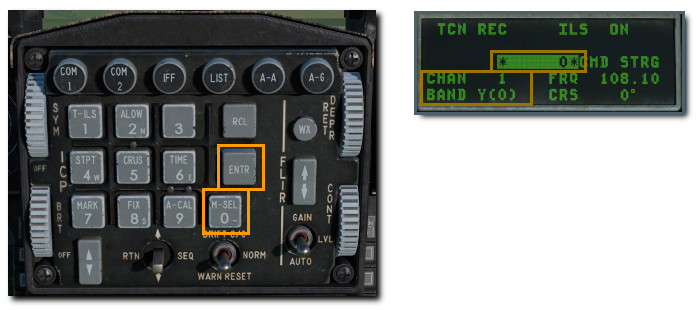 COM 1
COM 2
IFF
LIST
A-A
A-G
SYM
T-ILS 1
ALOW 2 N
3
RCL
WX
RET DEPR
OFF
ICP
STPT 4 W
CRUS 5
TIME 6 E
ENTR
FLIR
CONT
BRT
MARK 7
FIX 8 S
A-CAL 9
M-SEL 0 -
GAIN
LVL
AUTO
DRIFT C/O
OFF
RTN
SEQ
NORM
WARN RESET
TCN REC ILS ON
* 0* CMD STRG
CHAN 1 FRQ 108.10
BAND Y(0) CRS 0°